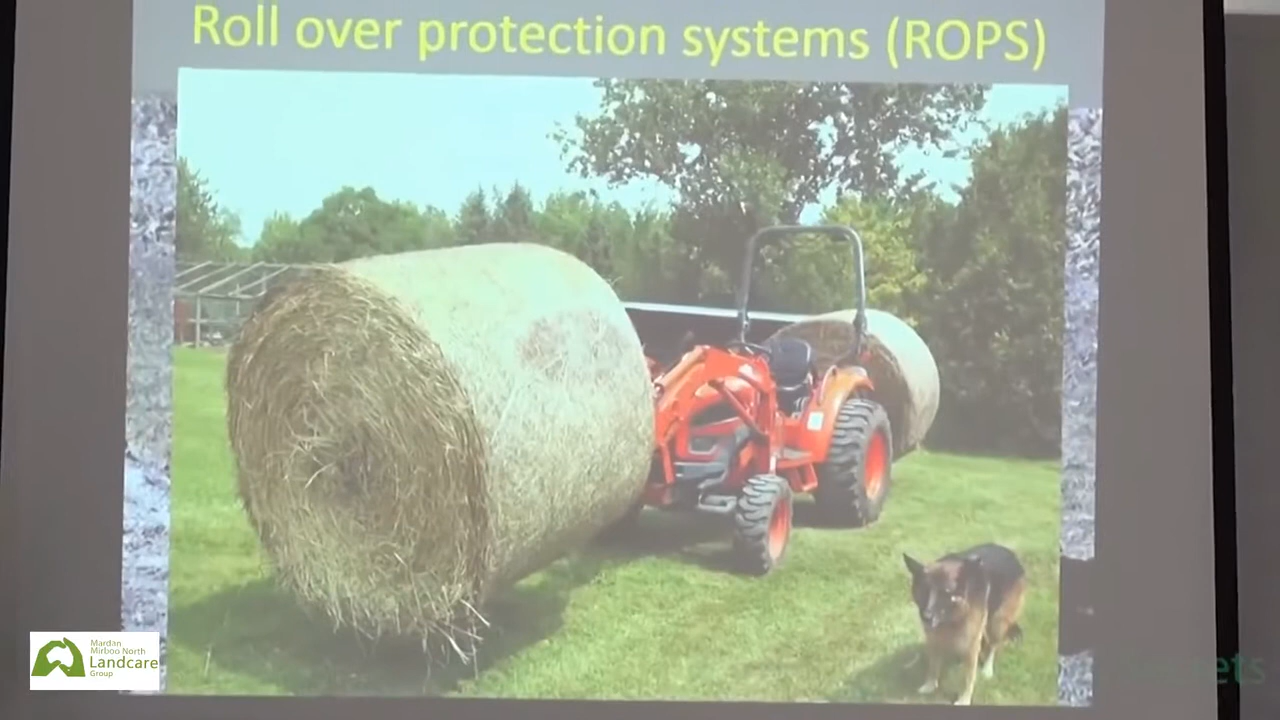 Roll over protection systems (ROPS)
Mardan
Mirboo North
Landcare
Group